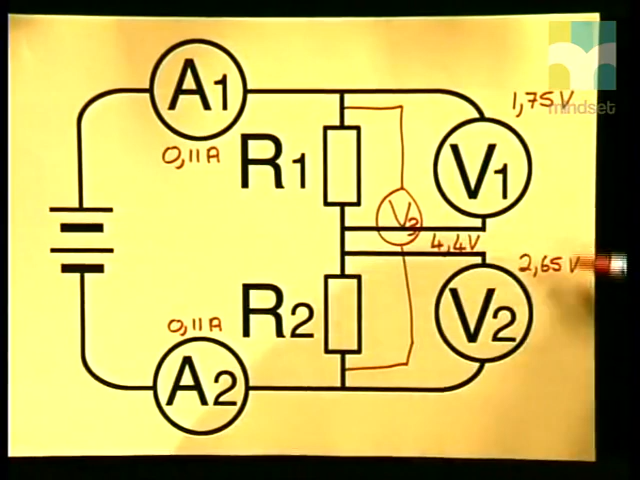 mindset
A1
1,75V
0,11A
R1
V1
V3
4,4V
2,65V
0,11A
R2
V2
A2